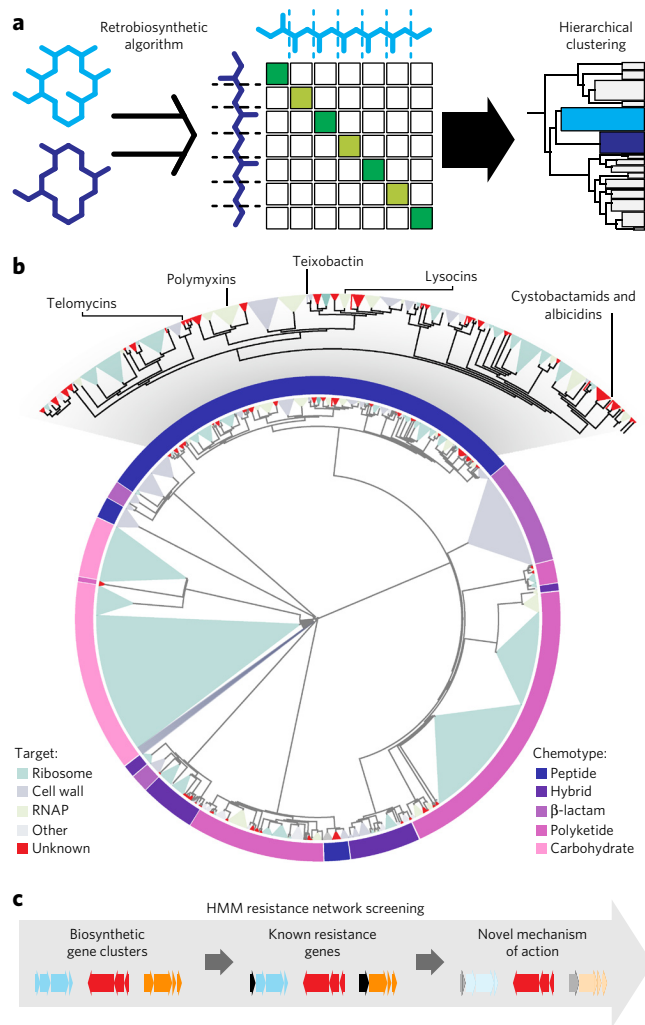 a
Retrobiosynthetic
algorithm
Hierarchical
clustering
b
Teixobactin
Polymyxins
Lysocins
Telomycins
Cystobactamids and
albicidins
Target:
Ribosome
Cell wall
RNAP
Other
Unknown
Chemotype:
Peptide
Hybrid
β-lactam
Polyketide
Carbohydrate
c
HMM resistance network screening
Biosynthetic
gene clusters
Known resistance
genes
Novel mechanism
of action